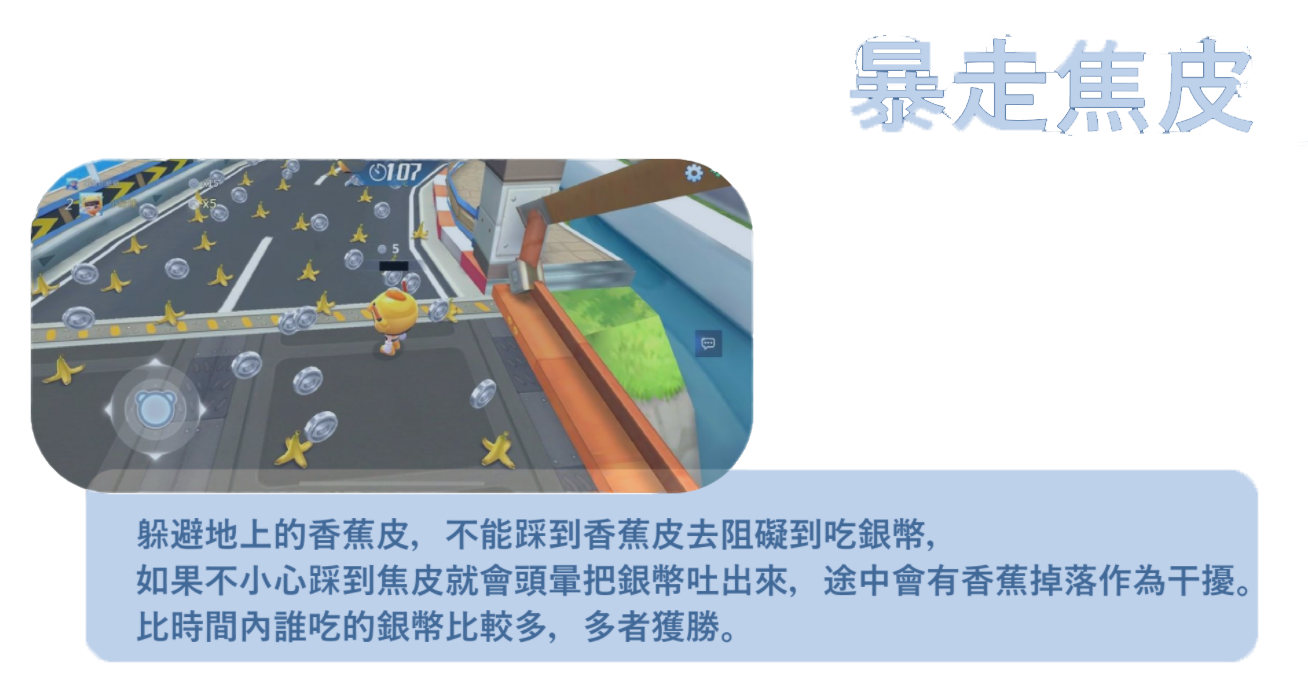 暴走焦皮
107
2
x5
5
躲避地上的香蕉皮，不能踩到香蕉皮去阻礙到吃銀幣，
如果不小心踩到焦皮就會頭暈把銀幣吐出來，途中會有香蕉掉落作為干擾。
比時間內誰吃的銀幣比較多，多者獲勝。